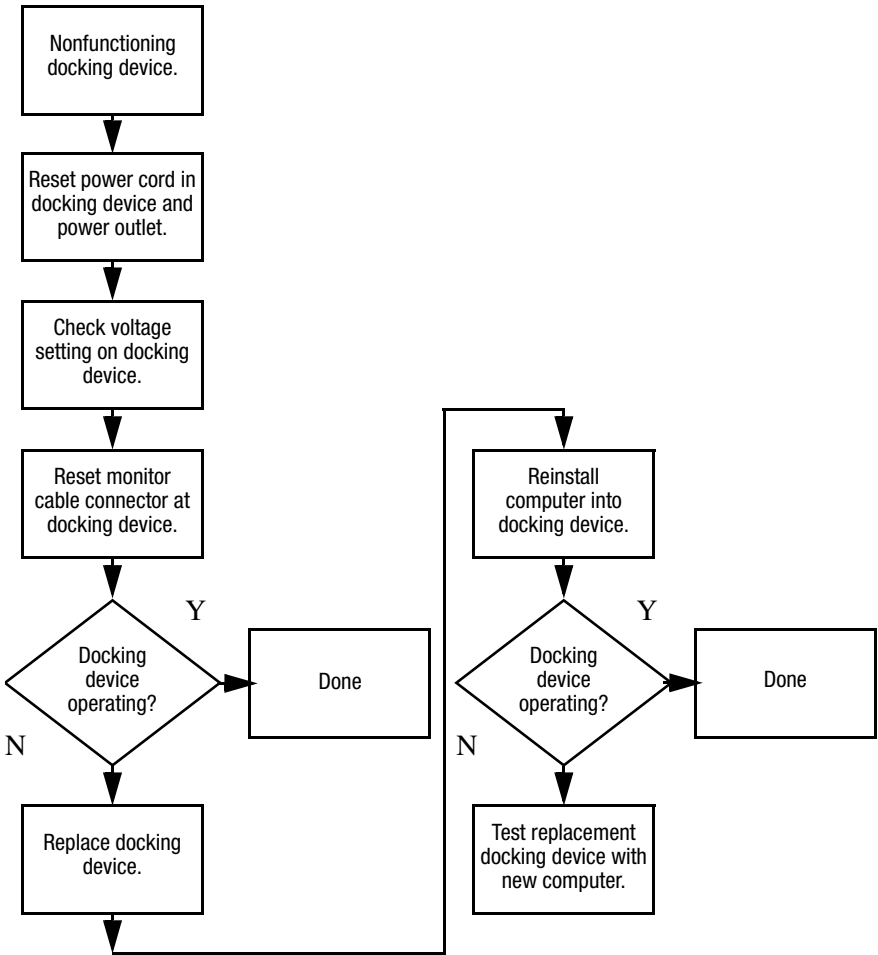 Nonfunctioning
docking device.
Reset power cord in
docking device and
power outlet.
Check voltage
setting on docking
device.
Reset monitor
cable connector at
docking device.
Y
Docking
device
operating?
Done
N
Replace docking
device.
Reinstall
computer into
docking device.
Y
Docking
device
operating?
Done
N
Test replacement
docking device with
new computer.